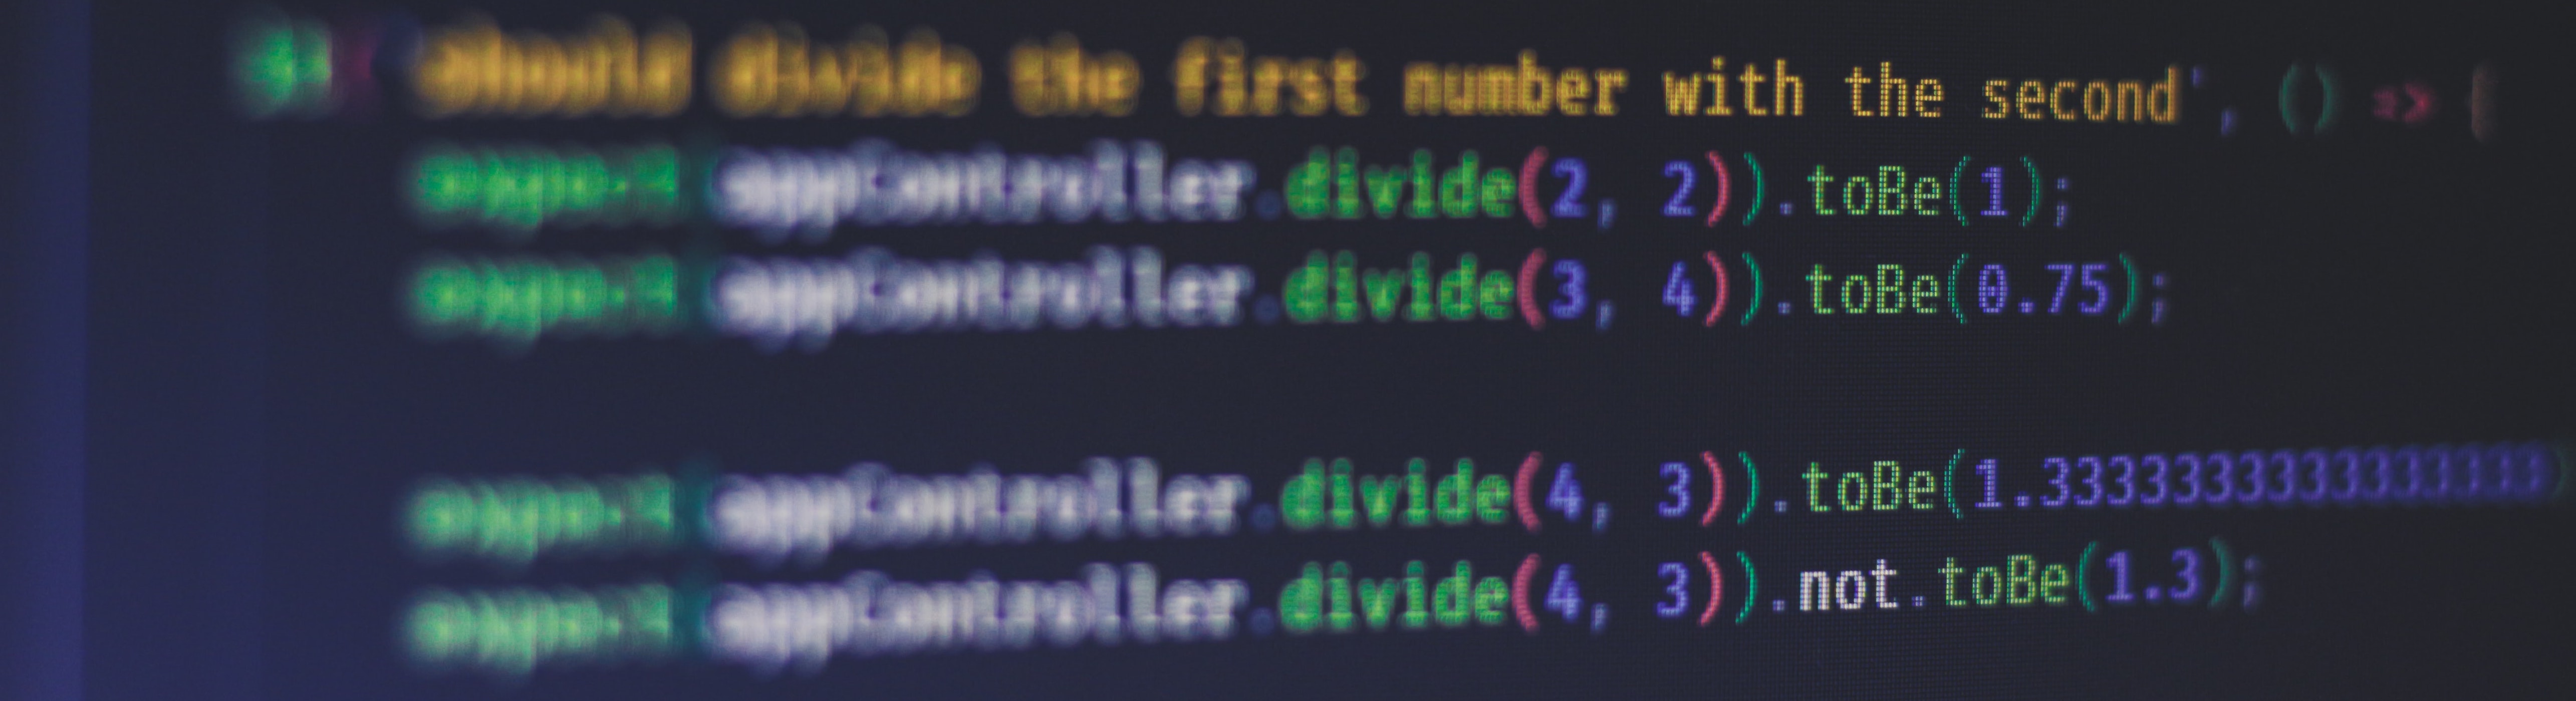 it('should divide the first number with the second', () => {
expect(appController.divide(2, 2)).toBe(1);
expect(appController.divide(3, 4)).toBe(0.75);
expect(appController.divide(4, 3)).toBe(1.3333333333333333)
expect(appController.divide(4, 3)).not.toBe(1.3);